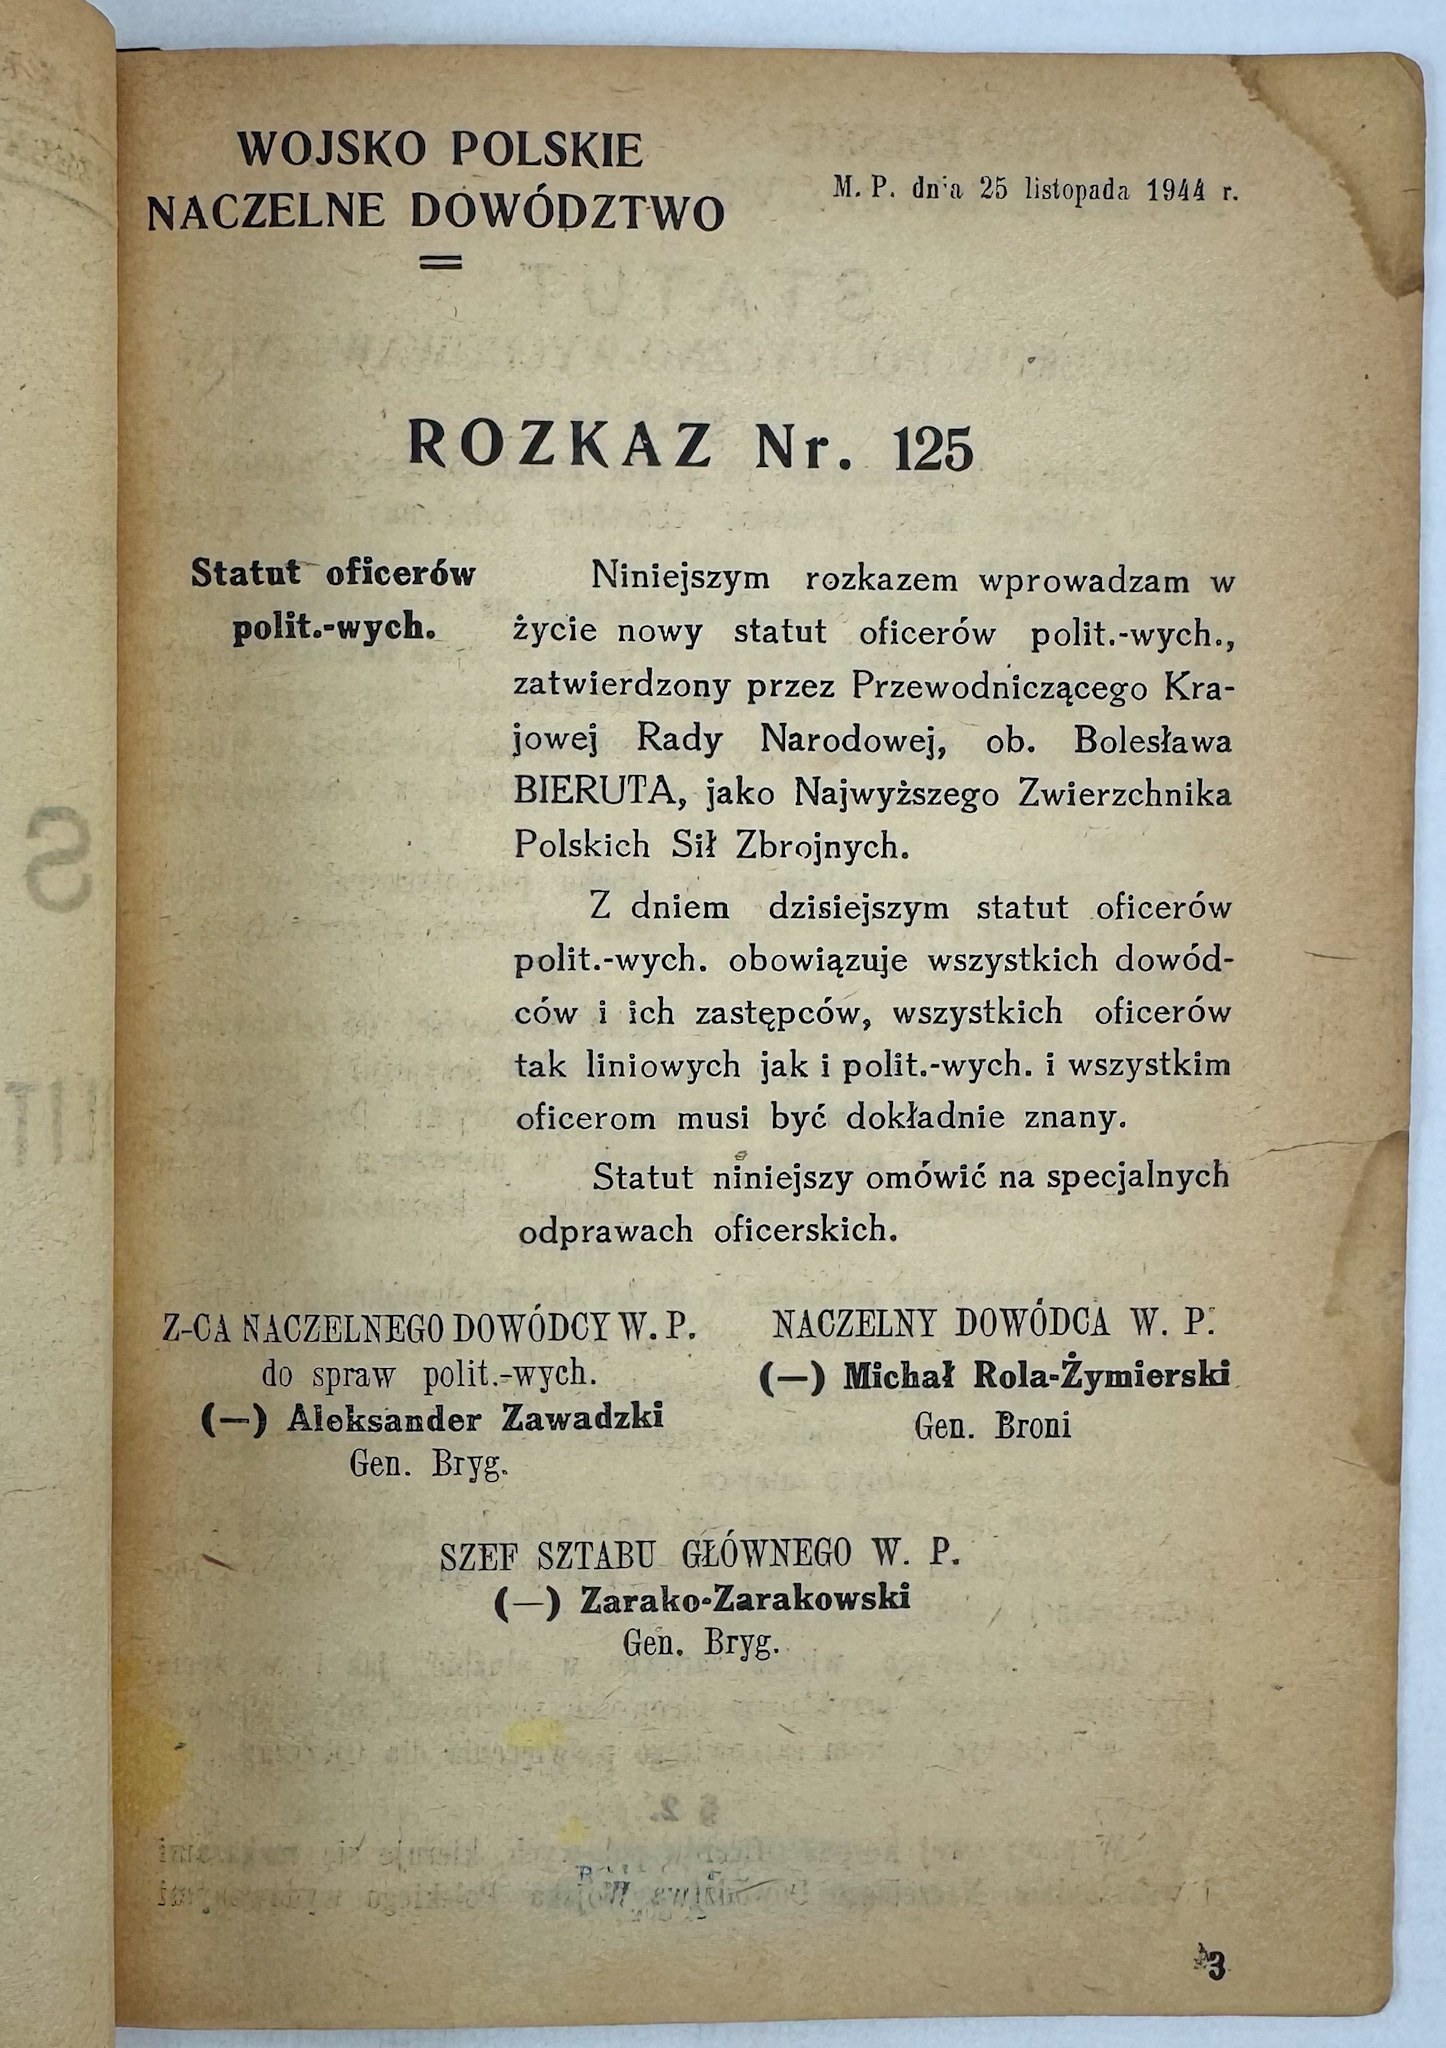 WOJSKO POLSKIE
NACZELNE DOWÓDZTWO
M. P. dnia 25 listopada 1944 r.
ROZKAZ Nr. 125
Statut oficerów
polit.-wych.
Niniejszym rozkazem wprowadzam w
życie nowy statut oficerów polit.-wych.,
zatwierdzony przez Przewodniczącego Kra-
jowej Rady Narodowej, ob. Bolesława
BIERUTA, jako Najwyższego Zwierzchnika
Polskich Sił Zbrojnych.
Z dniem dzisiejszym statut oficerów
polit.-wych. obowiązuje wszystkich dowód-
ców i ich zastępców, wszystkich oficerów
tak liniowych jak i polit.-wych. i wszystkim
oficerom musi być dokładnie znany.
Statut niniejszy omówić na specjalnych
odprawach oficerskich.
Z-CA NACZELNEGO DOWÓDCY W. P.
do spraw polit.-wych.
(—) Aleksander Zawadzki
Gen. Bryg.
NACZELNY DOWÓDCA W. P.
(—) Michał Rola-Żymierski
Gen. Broni
SZEF SZTABU GŁÓWNEGO W. P.
(—) Zarako-Zarakowski
Gen. Bryg.
3